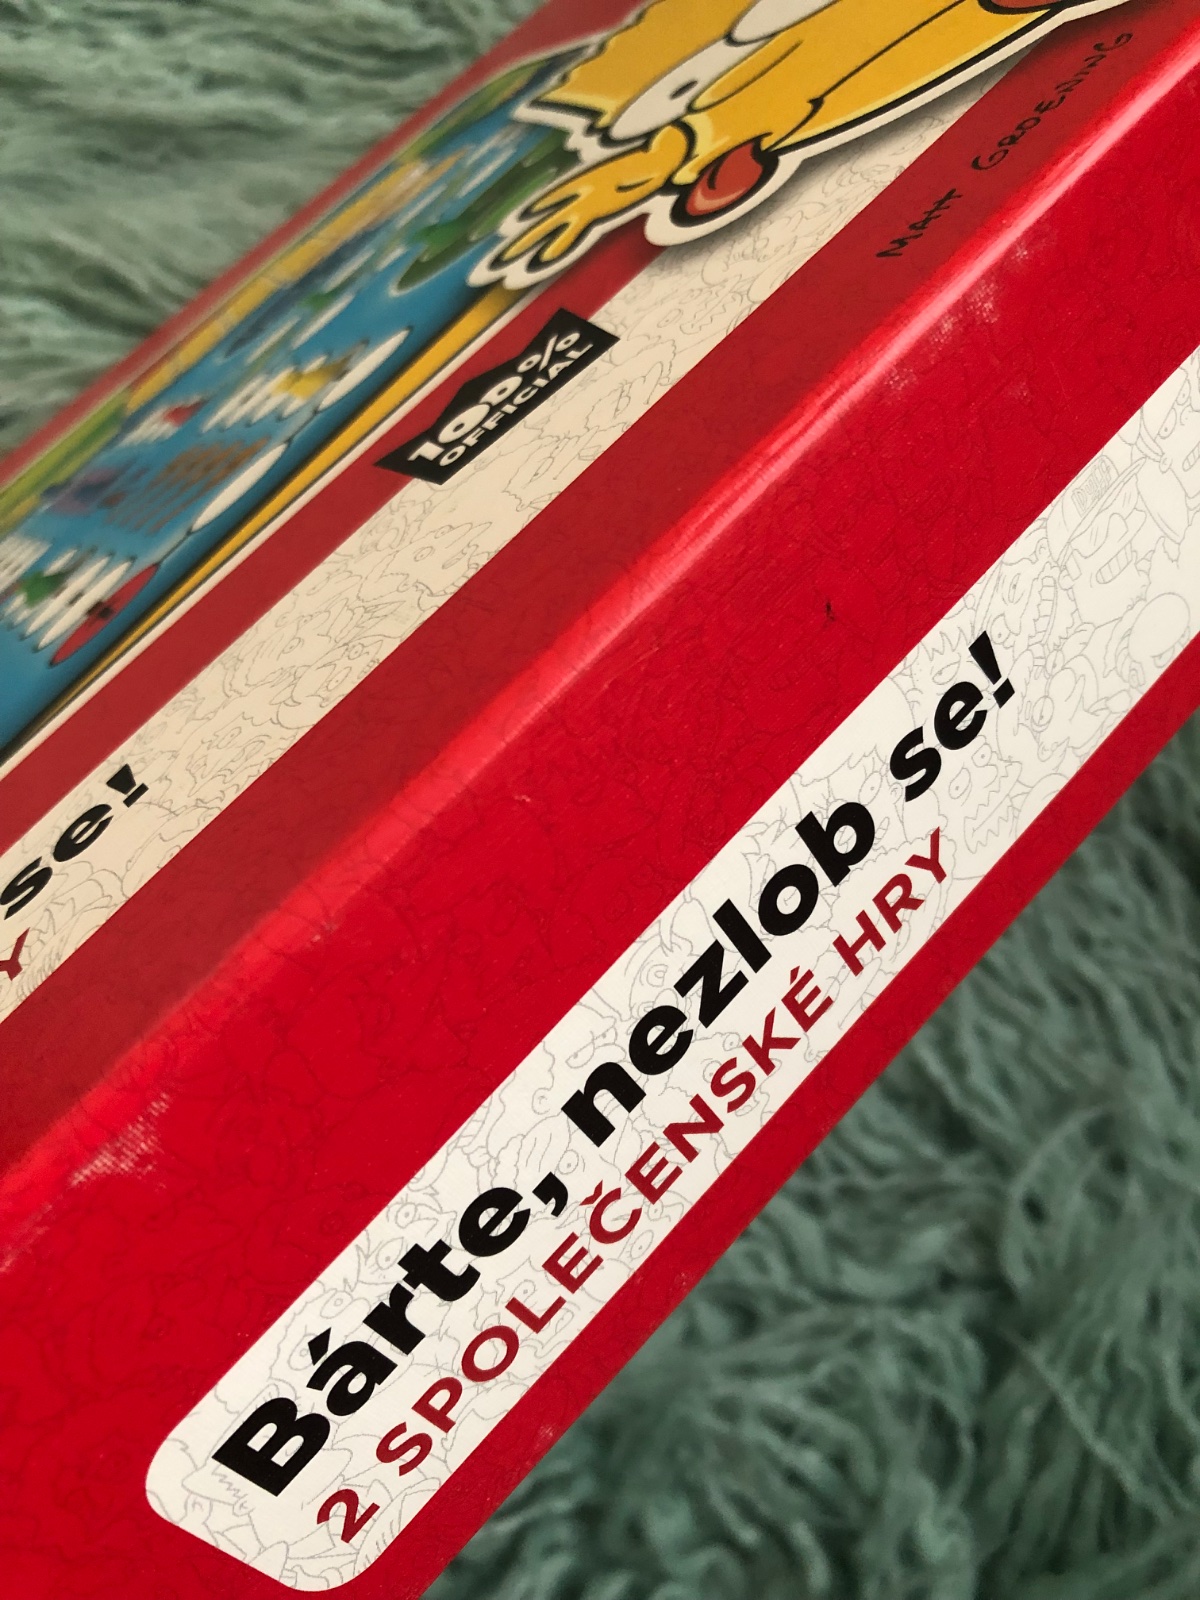 MATT GROENING
100%
OFFICIAL
se!
Y
Bárte, nezlob se!
2 SPOLEČENSKÉ HRY